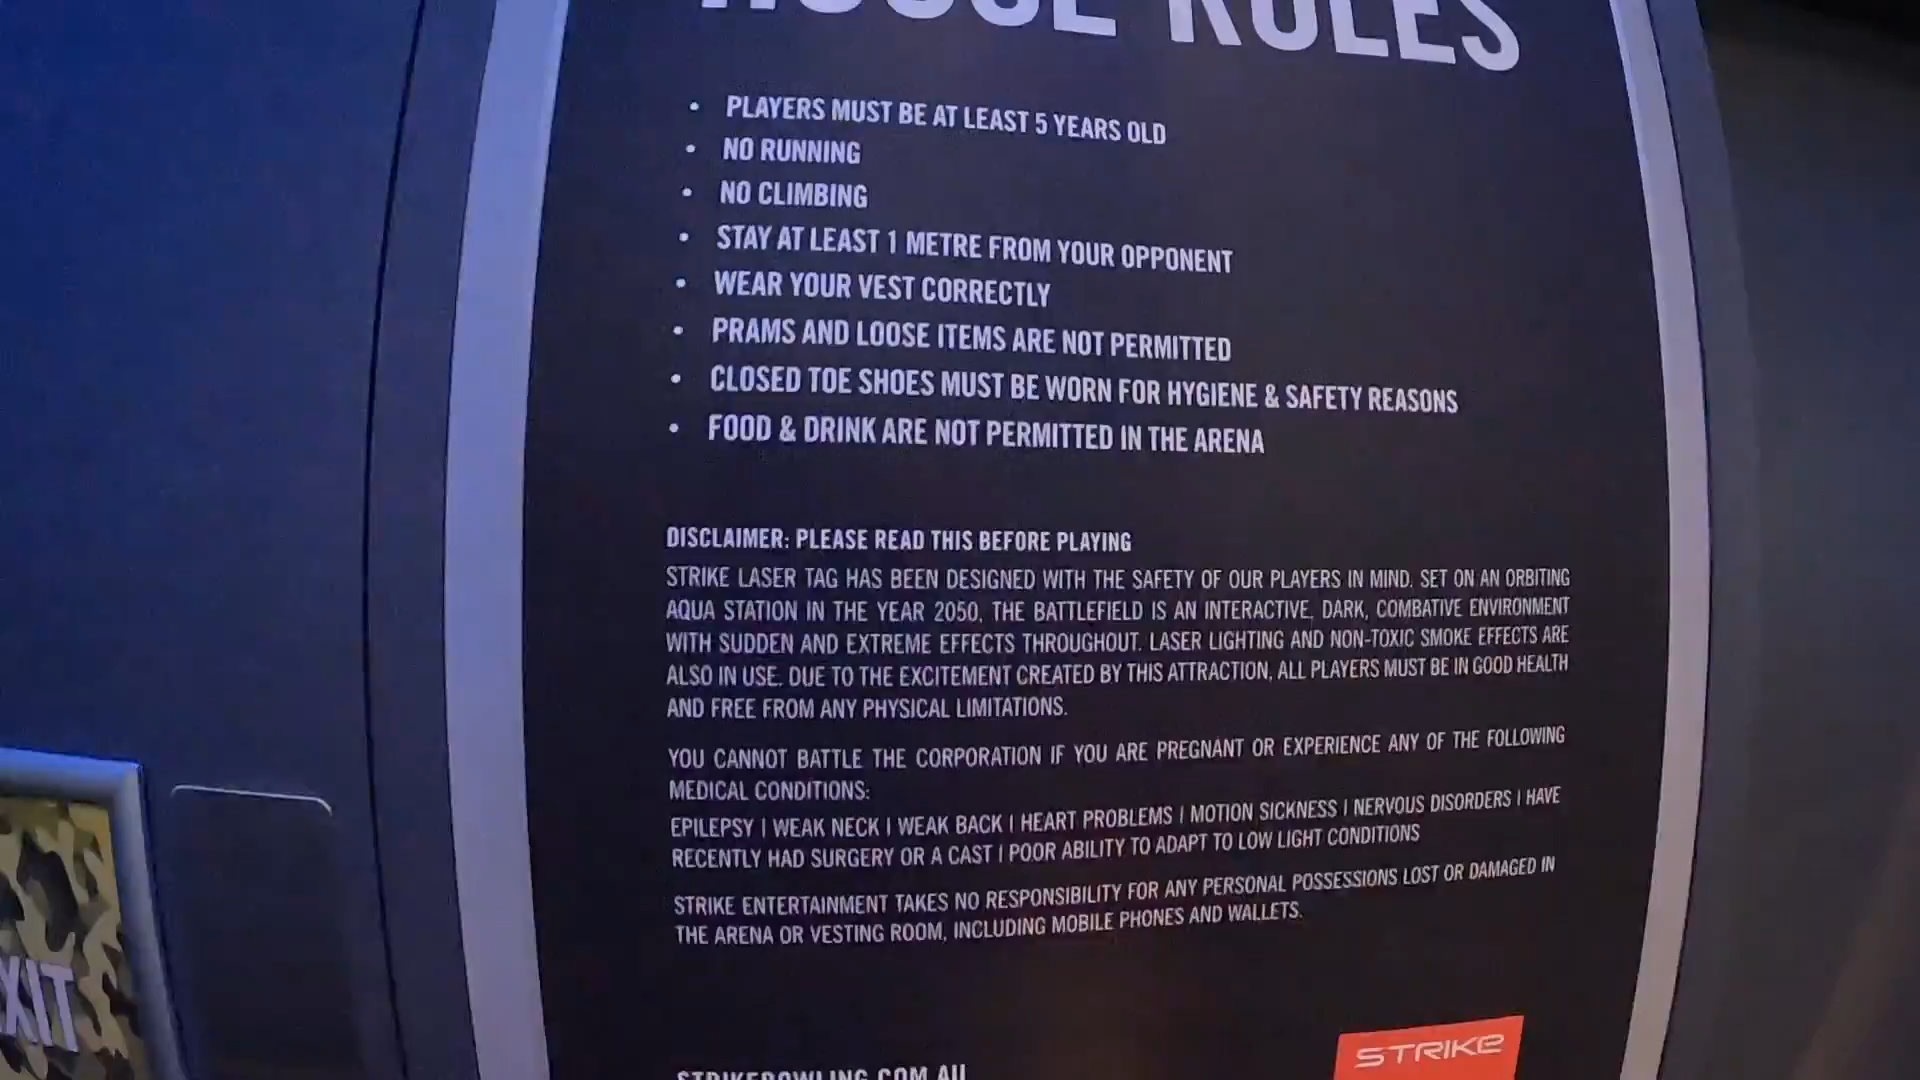 HOUSE RULES
• PLAYERS MUST BE AT LEAST 5 YEARS OLD
• NO RUNNING
• NO CLIMBING
• STAY AT LEAST 1 METRE FROM YOUR OPPONENT
• WEAR YOUR VEST CORRECTLY
• PRAMS AND LOOSE ITEMS ARE NOT PERMITTED
• CLOSED TOE SHOES MUST BE WORN FOR HYGIENE & SAFETY REASONS
• FOOD & DRINK ARE NOT PERMITTED IN THE ARENA
DISCLAIMER: PLEASE READ THIS BEFORE PLAYING
STRIKE LASER TAG HAS BEEN DESIGNED WITH THE SAFETY OF OUR PLAYERS IN MIND. SET ON AN ORBITING
AQUA STATION IN THE YEAR 2050, THE BATTLEFIELD IS AN INTERACTIVE, DARK, COMBATIVE ENVIRONMENT
WITH SUDDEN AND EXTREME EFFECTS THROUGHOUT. LASER LIGHTING AND NON-TOXIC SMOKE EFFECTS ARE
ALSO IN USE. DUE TO THE EXCITEMENT CREATED BY THIS ATTRACTION, ALL PLAYERS MUST BE IN GOOD HEALTH
AND FREE FROM ANY PHYSICAL LIMITATIONS.
YOU CANNOT BATTLE THE CORPORATION IF YOU ARE PREGNANT OR EXPERIENCE ANY OF THE FOLLOWING
MEDICAL CONDITIONS:
EPILEPSY | WEAK NECK | WEAK BACK | HEART PROBLEMS | MOTION SICKNESS | NERVOUS DISORDERS | HAVE
RECENTLY HAD SURGERY OR A CAST | POOR ABILITY TO ADAPT TO LOW LIGHT CONDITIONS
STRIKE ENTERTAINMENT TAKES NO RESPONSIBILITY FOR ANY PERSONAL POSSESSIONS LOST OR DAMAGED IN
THE ARENA OR VESTING ROOM, INCLUDING MOBILE PHONES AND WALLETS.
XIT
STRIKE
STRIKEBOWLING.COM.AU